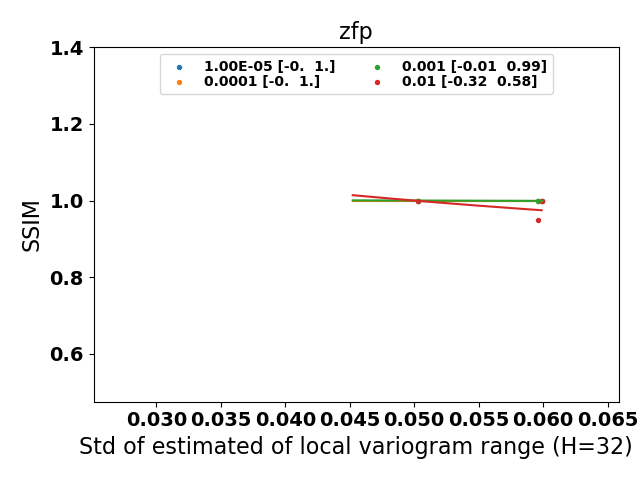 zfp
1.00E-05 [-0.  1.]
0.0001 [-0.  1.]
0.001 [-0.01  0.99]
0.01 [-0.32  0.58]
1.4
1.2
1.0
0.8
0.6
SSIM
0.030 0.035 0.040 0.045 0.050 0.055 0.060 0.065
Std of estimated of local variogram range (H=32)